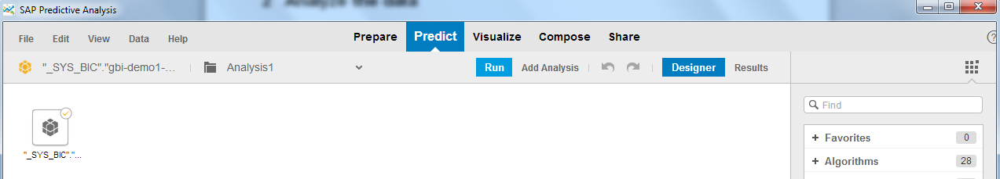 2 Analyze the data
SAP Predictive Analysis
File Edit View Data Help Prepare Predict Visualize Compose Share
"_SYS_BIC"."gbi-demo1-... Analysis1 Run Add Analysis Designer Results
Find
"_SYS_BIC"."...
+ Favorites 0
+ Algorithms 28